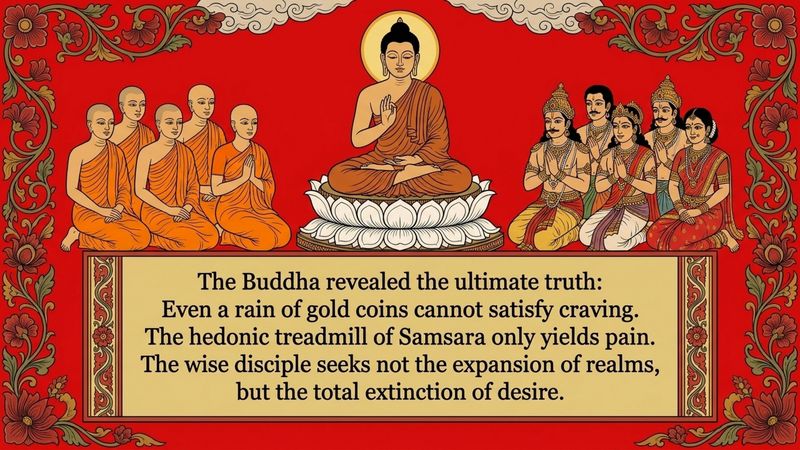 The Buddha revealed the ultimate truth:
Even a rain of gold coins cannot satisfy craving.
The hedonic treadmill of Samsara only yields pain.
The wise disciple seeks not the expansion of realms,
but the total extinction of desire.